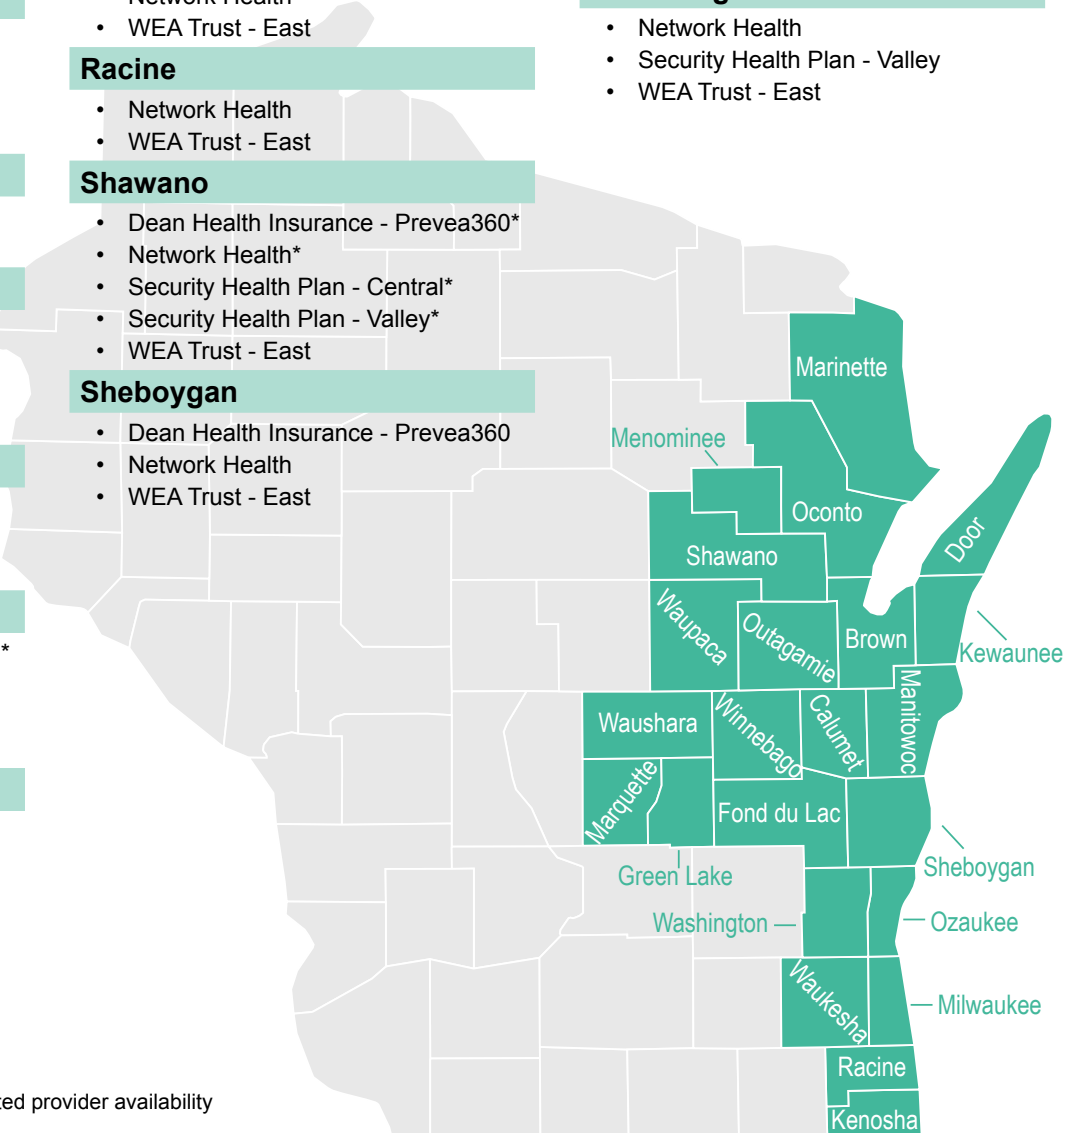 • WEA Trust - East
Racine
• Network Health
• WEA Trust - East
Shawano
• Dean Health Insurance - Prevea360*
• Network Health*
• Security Health Plan - Central*
• Security Health Plan - Valley*
• WEA Trust - East
Sheboygan
• Dean Health Insurance - Prevea360
• Network Health
• WEA Trust - East
• Network Health
• Security Health Plan - Valley
• WEA Trust - East
*
Marinette
Menominee
Oconto
Door
Shawano
Waupaca
Outagamie
Brown
Kewaunee
Manitowoc
Waushara
Winnebago
Calumet
Marquette
Fond du Lac
Green Lake
Sheboygan
Washington
Ozaukee
Waukesha
Milwaukee
Racine
Kenosha
provider availability